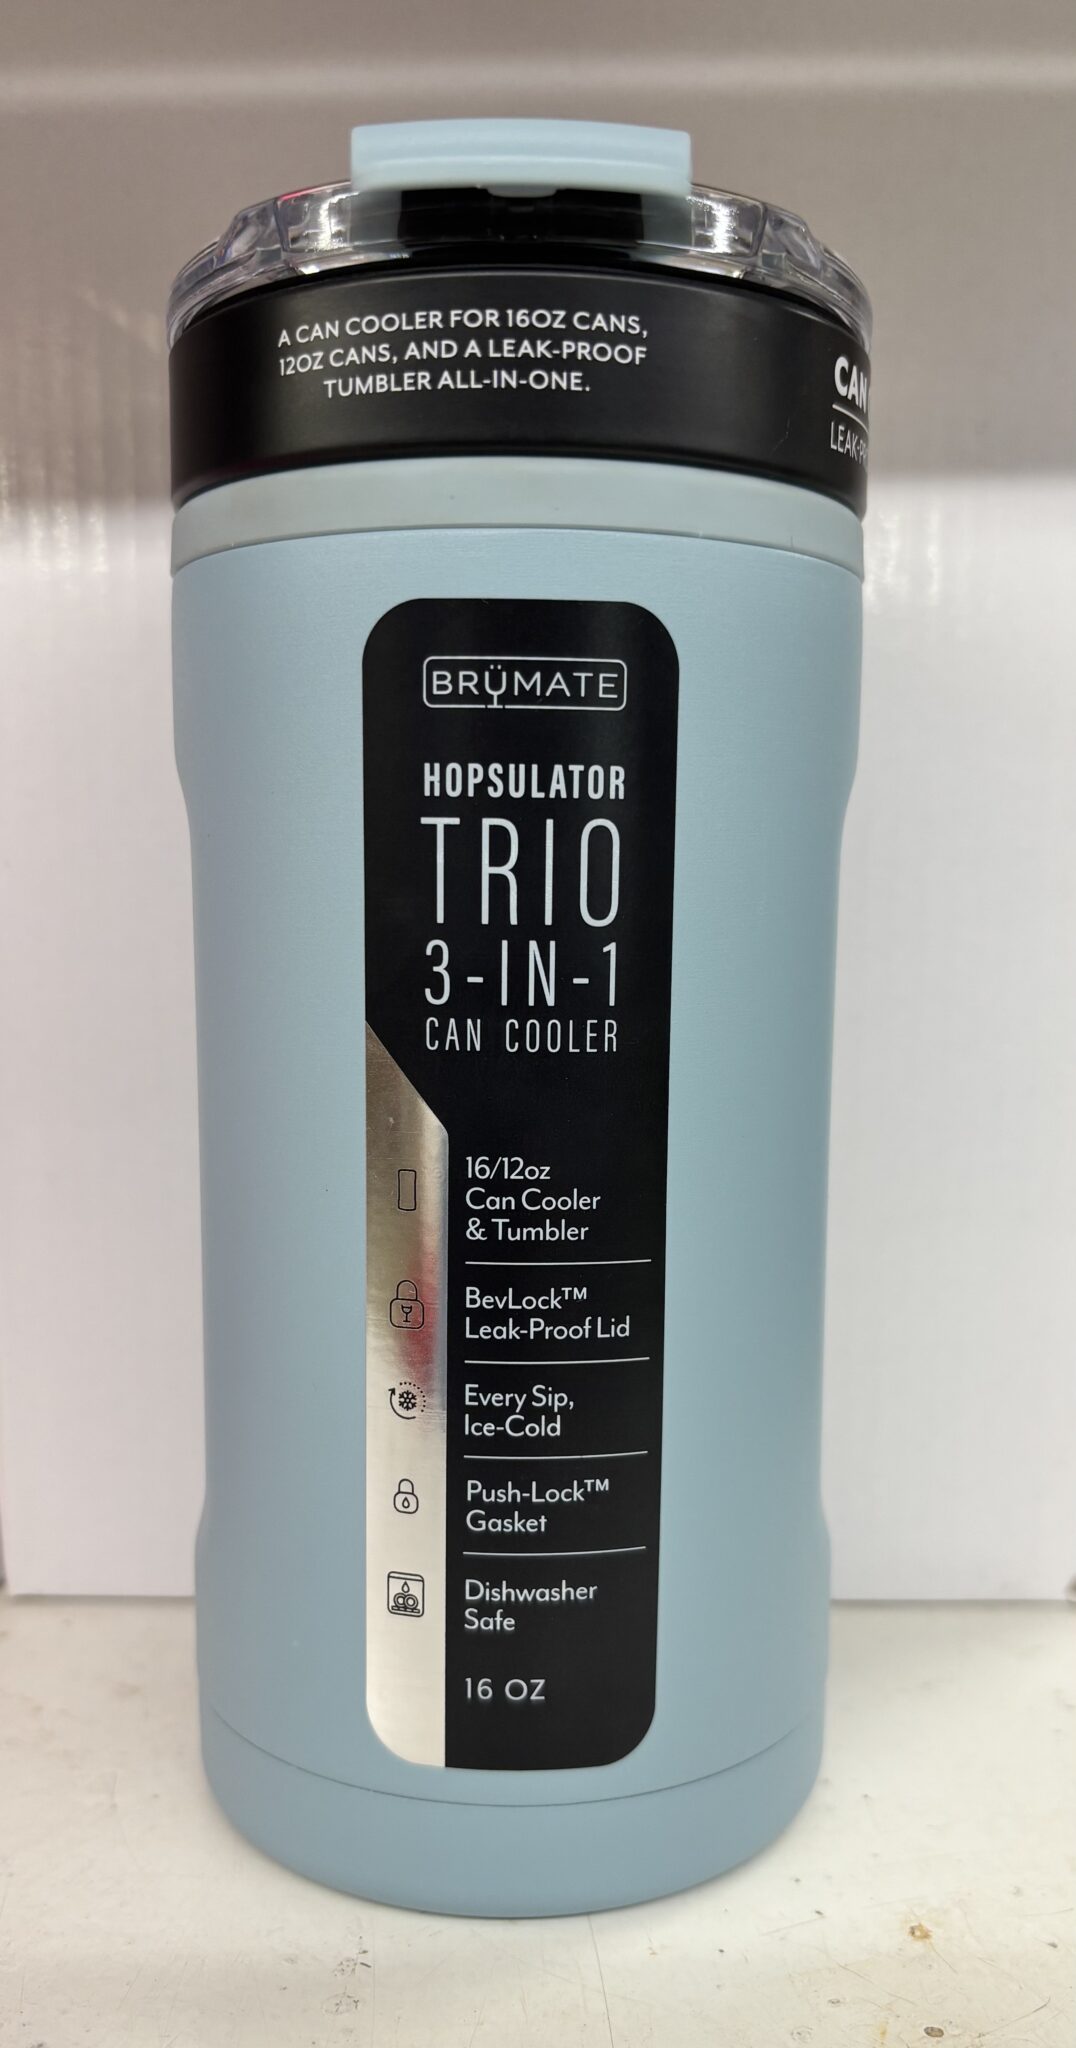 A CAN COOLER FOR 16OZ CANS,
12OZ CANS, AND A LEAK-PROOF
TUMBLER ALL-IN-ONE.
CAN
BRÜMATE
HOPSULATOR
TRIO
3-IN-1
CAN COOLER
16/12oz
Can Cooler
& Tumbler
BevLock™
Leak-Proof Lid
Every Sip,
Ice-Cold
Push-Lock™
Gasket
Dishwasher
Safe
16 OZ